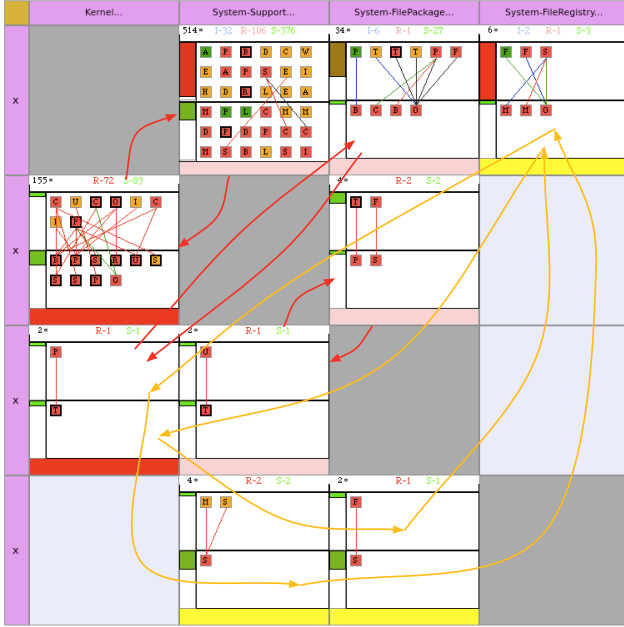 Kernel... System-Support... System-FilePackage... System-FileRegistry...
514= I-32 R-106 S-376 34= I-6 R-1 S-27 6= I-2 R-1 S-3
A P B D C W P T T T P F F F S
E A P S E I
X H D R L E A X
M P L C M M B C B O M M O
D P D P C C
M S B L S I
155= R-72 S-83 4= R-2 S-2
C U C O I C T F
I P
X
P P S R U S P S
S S F O
2= R-1 S-1 2= R-1 S-1
P U
X
T T
4= R-2 S-2 2= R-1 S-1
M S F
X
S S